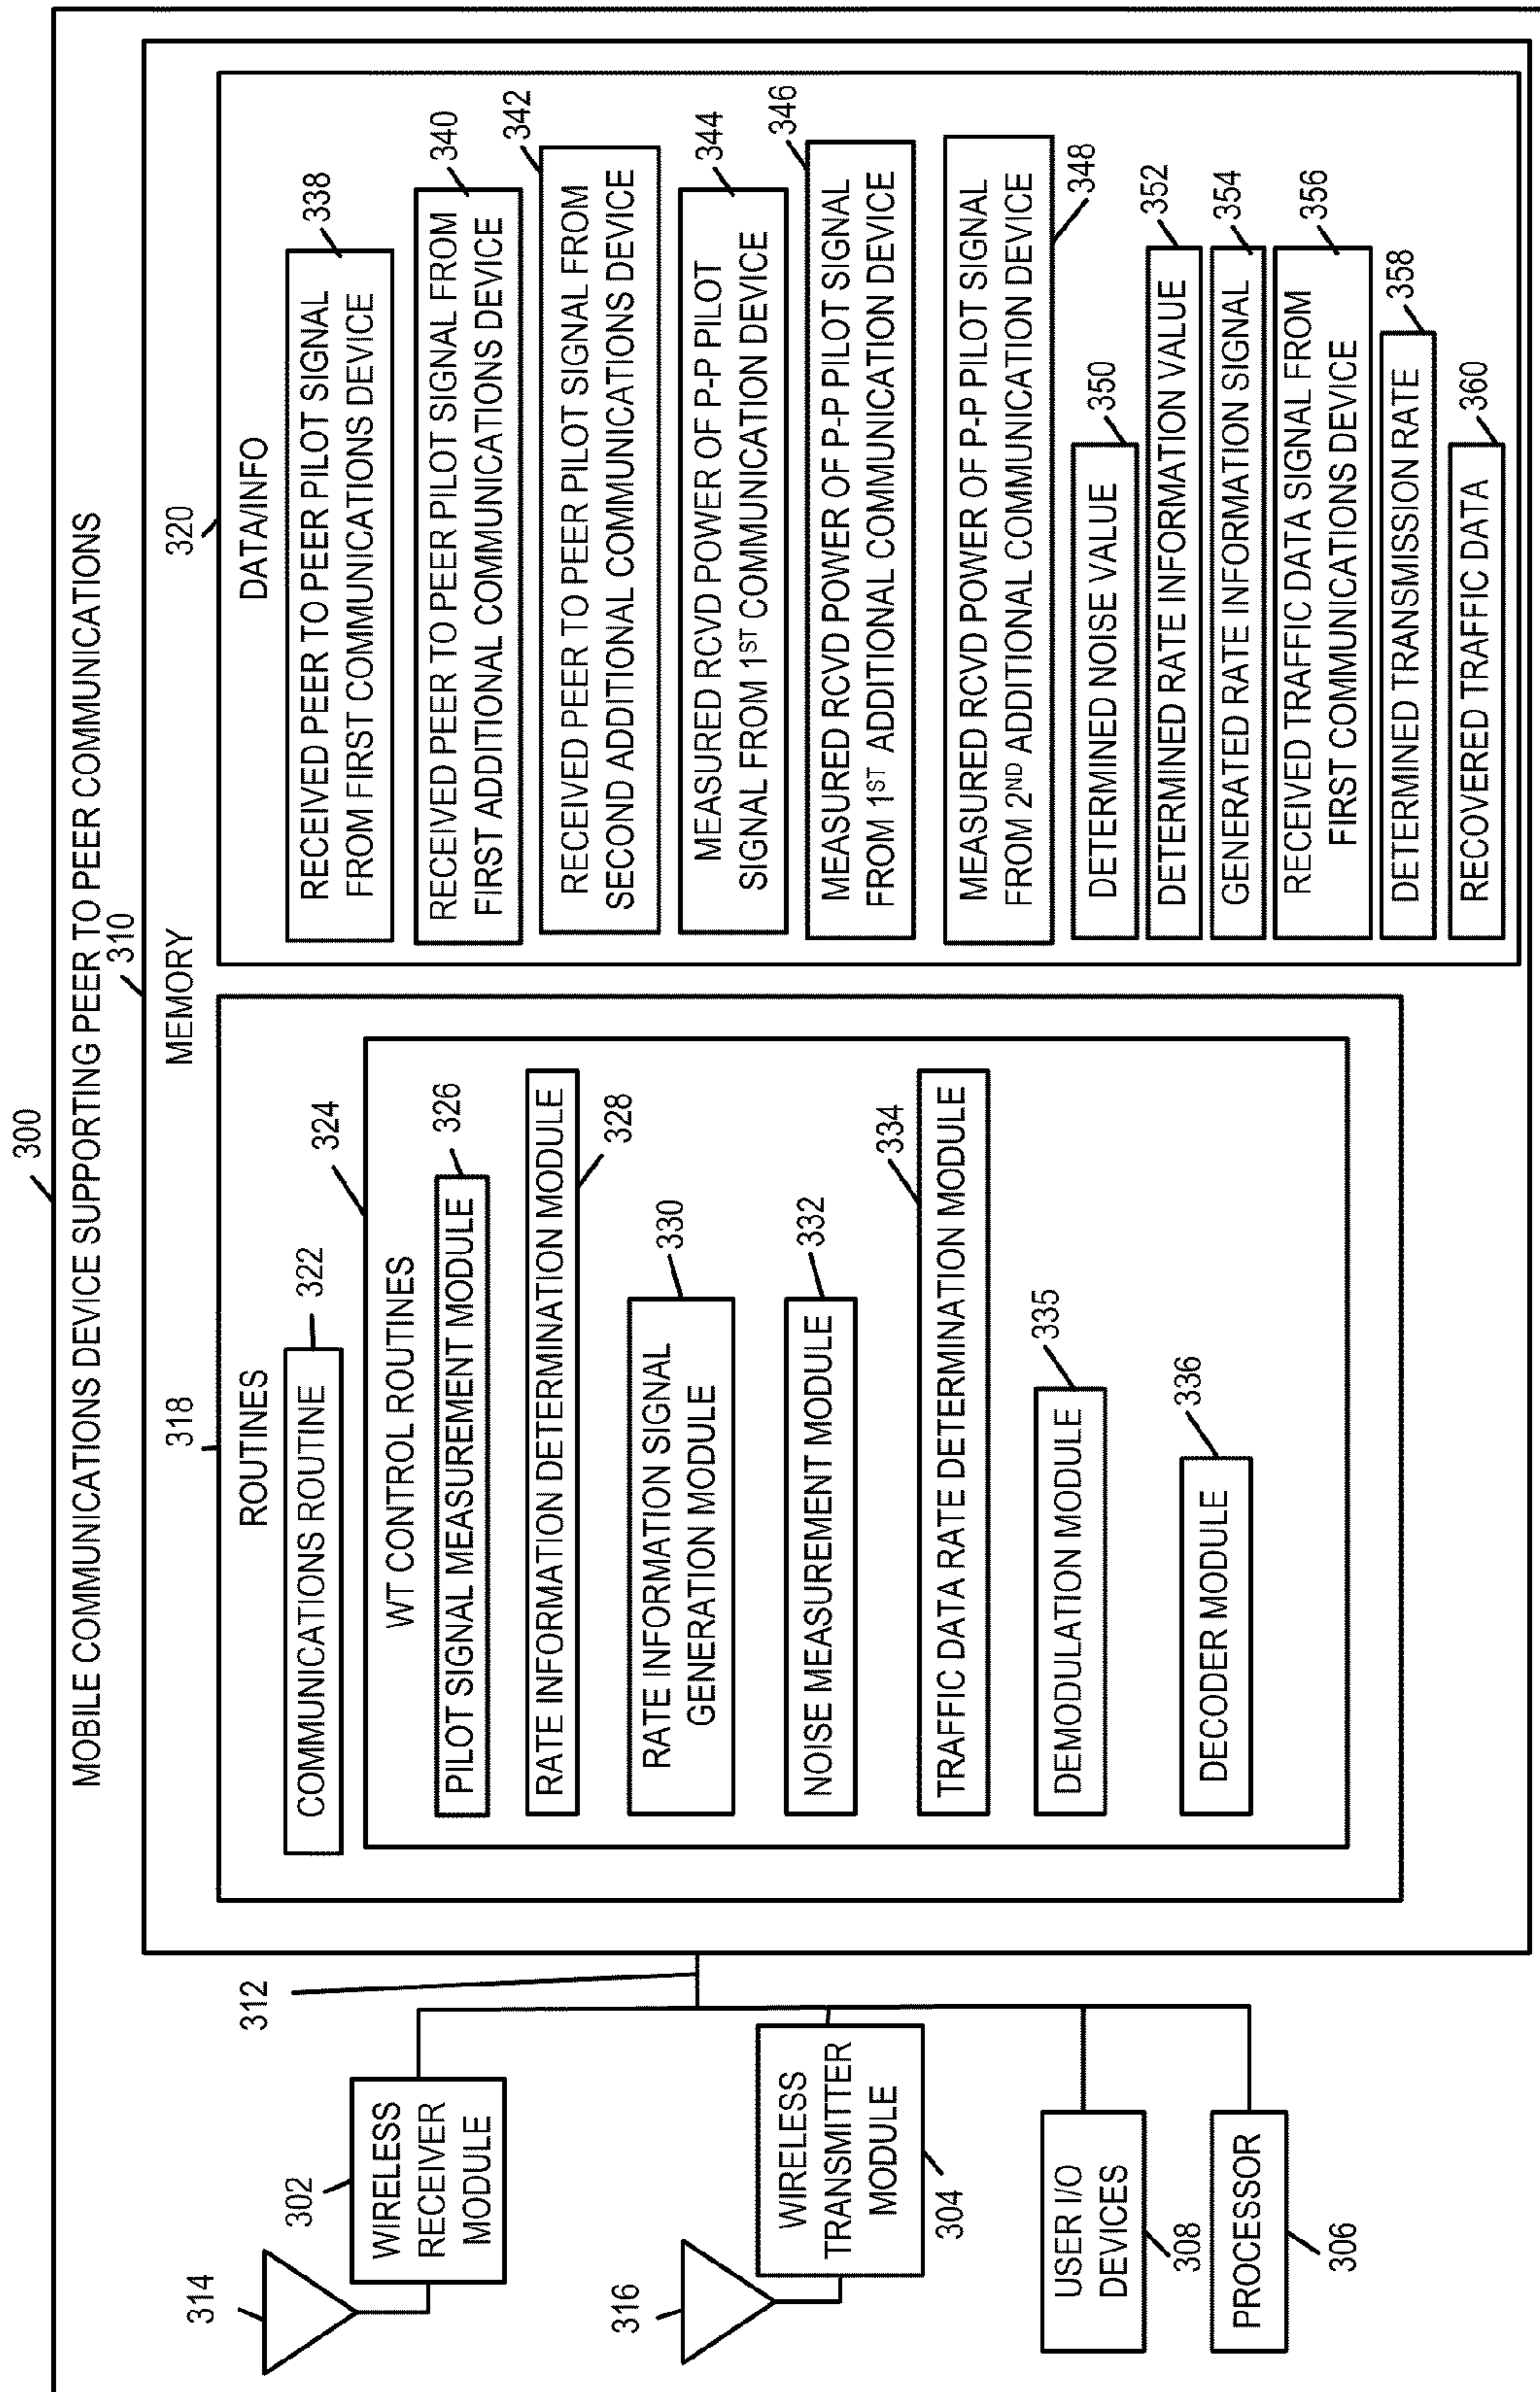 300
MOBILE COMMUNICATIONS DEVICE SUPPORTING PEER TO PEER COMMUNICATIONS
310
MEMORY
314
302
WIRELESS
RECEIVER
MODULE
312
316
WIRELESS
TRANSMITTER
MODULE
304
USER I/O
DEVICES
308
PROCESSOR
306
318
ROUTINES
COMMUNICATIONS ROUTINE
322
324
WT CONTROL ROUTINES
PILOT SIGNAL MEASUREMENT MODULE
326
RATE INFORMATION DETERMINATION MODULE
328
RATE INFORMATION SIGNAL
GENERATION MODULE
330
NOISE MEASUREMENT MODULE
332
334
TRAFFIC DATA RATE DETERMINATION MODULE
DEMODULATION MODULE
335
DECODER MODULE
336
320
DATA/INFO
RECEIVED PEER TO PEER PILOT SIGNAL
FROM FIRST COMMUNICATIONS DEVICE
338
RECEIVED PEER TO PEER PILOT SIGNAL FROM
FIRST ADDITIONAL COMMUNICATIONS DEVICE
340
RECEIVED PEER TO PEER PILOT SIGNAL FROM
SECOND ADDITIONAL COMMUNICATIONS DEVICE
342
MEASURED RCVD POWER OF P-P PILOT
SIGNAL FROM 1ST COMMUNICATION DEVICE
344
MEASURED RCVD POWER OF P-P PILOT SIGNAL
FROM 1ST ADDITIONAL COMMUNICATION DEVICE
346
MEASURED RCVD POWER OF P-P PILOT SIGNAL
FROM 2ND ADDITIONAL COMMUNICATION DEVICE
348
DETERMINED NOISE VALUE
350
DETERMINED RATE INFORMATION VALUE
352
GENERATED RATE INFORMATION SIGNAL
354
RECEIVED TRAFFIC DATA SIGNAL FROM
FIRST COMMUNICATIONS DEVICE
356
DETERMINED TRANSMISSION RATE
358
RECOVERED TRAFFIC DATA
360